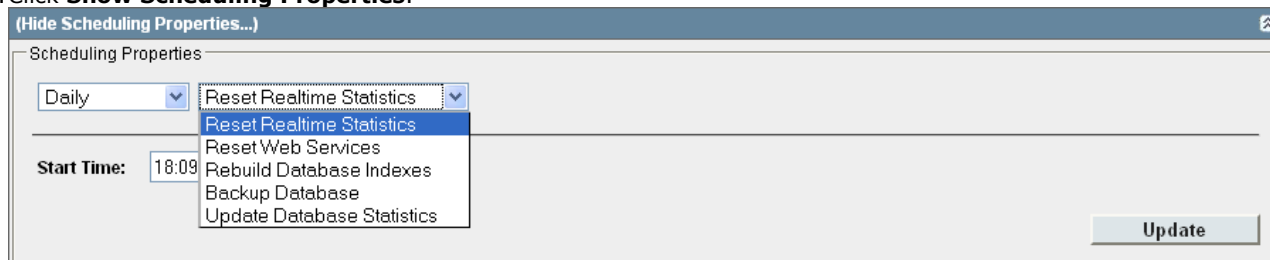 Click Show Scheduling Properties.
(Hide Scheduling Properties...)
Scheduling Properties
Daily Reset Realtime Statistics
Reset Realtime Statistics
Reset Web Services
Start Time: 18:09 Rebuild Database Indexes
Backup Database
Update Database Statistics
Update